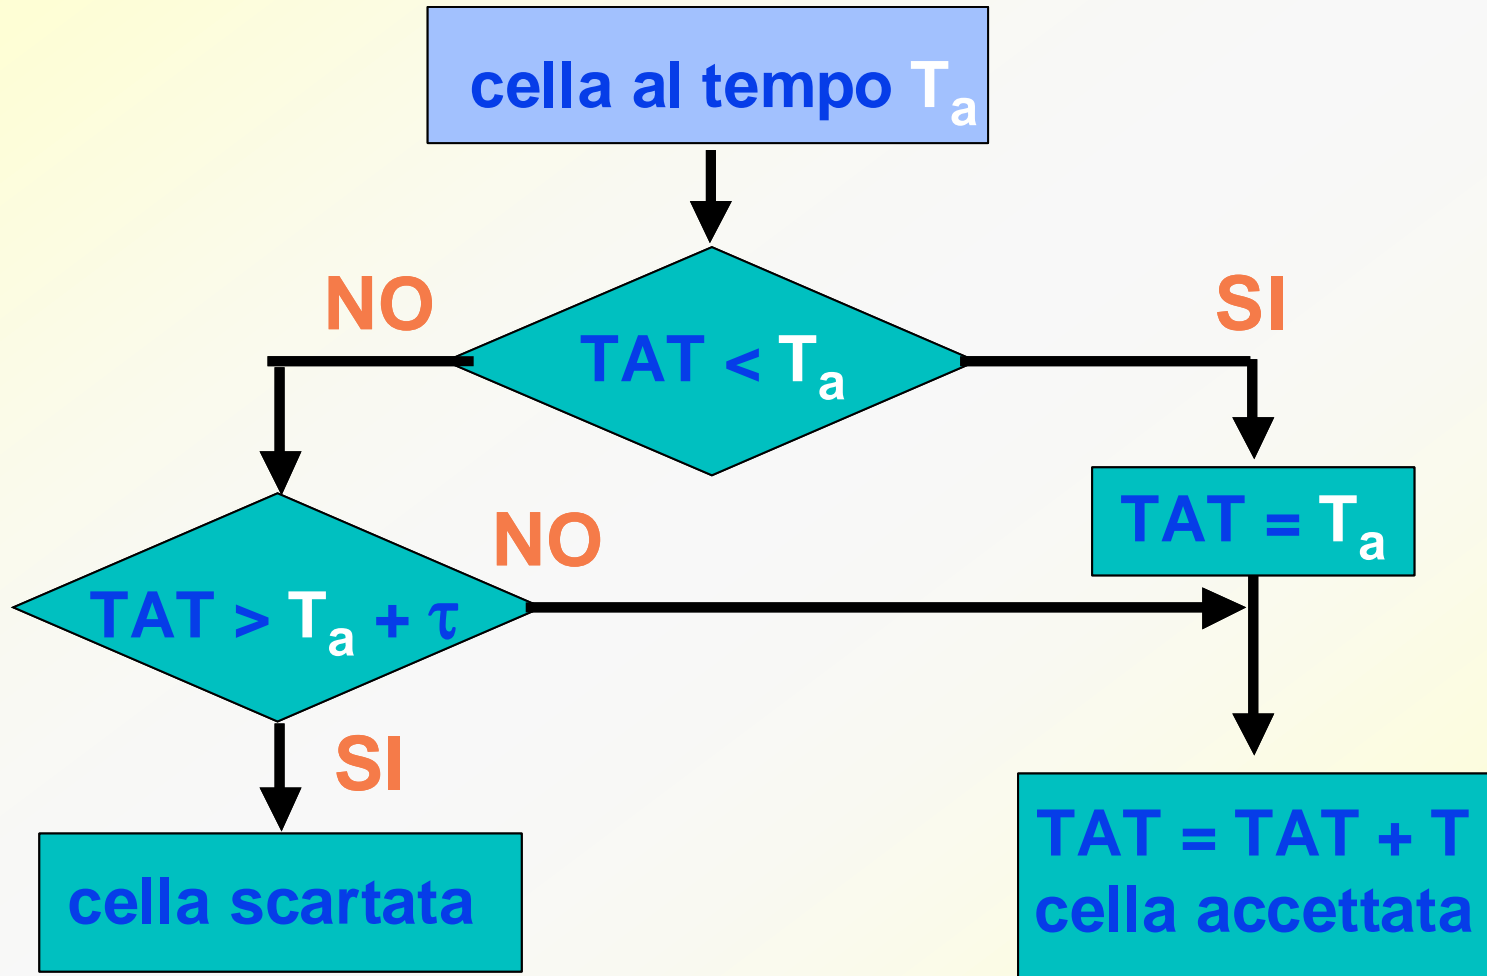 cella al tempo Tₐ
NO
SI
TAT < Tₐ
TAT = Tₐ
NO
TAT > Tₐ + τ
SI
TAT = TAT + T
cella accettata
cella scartata